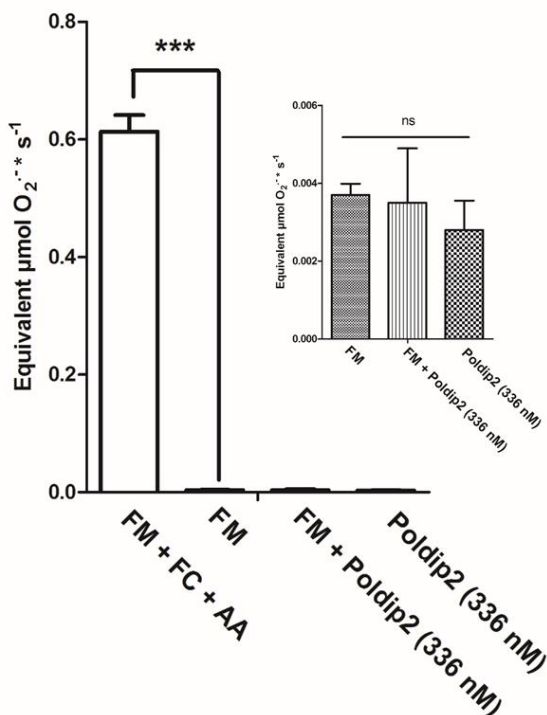 Equivalent μmol O₂·⁻* s⁻¹
0.8
0.6
0.4
0.2
0.0
***
FM + FC + AA
FM
FM + Poldip2 (336 nM)
Poldip2 (336 nM)
Equivalent μmol O₂·⁻* s⁻¹
0.006
0.004
0.002
0.000
ns
FM
FM + Poldip2 (336 nM)
Poldip2 (336 nM)